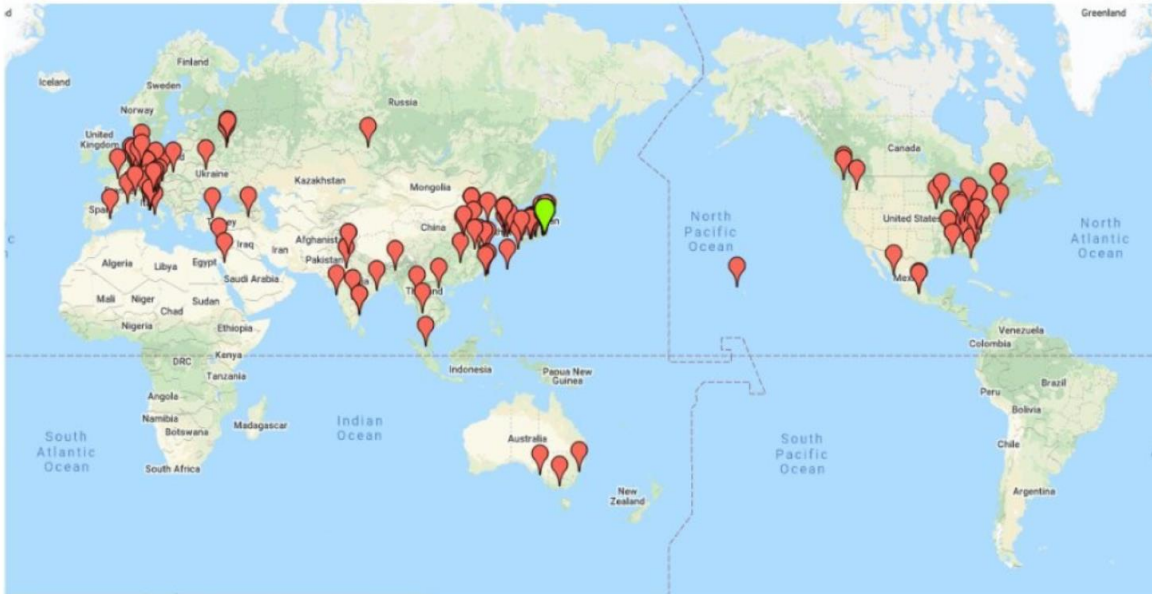 d
Greenland
Iceland
Finland
Sweden
Norway
Russia
United
Kingdom
Canada
Ukraine
Kazakhstan
Mongolia
Spa
United States
North
Pacific
Ocean
North
Atlantic
Ocean
China
Iraq
Iran
Afghanistan
Pakistan
Algeria
Libya
Egypt
Saudi Arabia
Mali
Niger
Sudan
Chad
Nigeria
Ethiopia
Venezuela
Colombia
DRC
Kenya
Tanzania
Indonesia
Papua New
Guinea
Peru
Brazil
Angola
Namibia
Botswana
Madagascar
Bolivia
Indian
Ocean
Australia
South
Atlantic
Ocean
South
Pacific
Ocean
Chile
South Africa
New
Zealand
Argentina